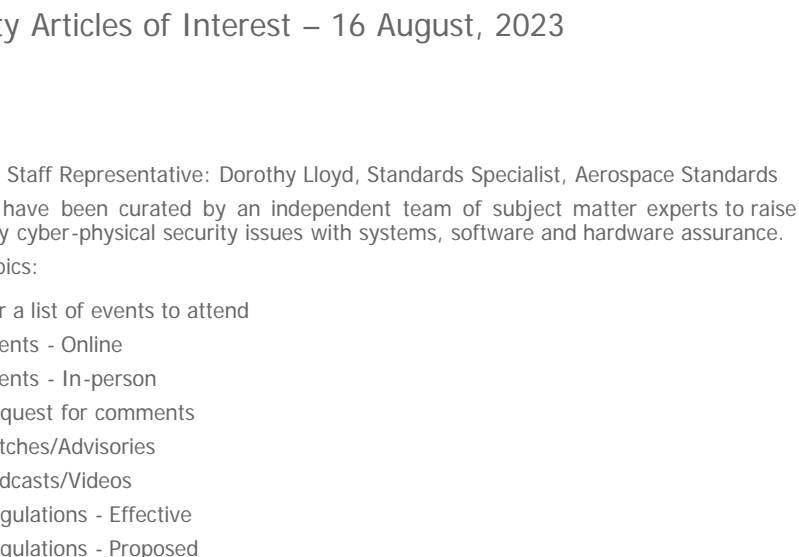 ty Articles of Interest – 16 August, 2023
Staff Representative: Dorothy Lloyd, Standards Specialist, Aerospace Standards
have been curated by an independent team of subject matter experts to raise
y cyber-physical security issues with systems, software and hardware assurance.
pics:
r a list of events to attend
ents - Online
ents - In-person
quest for comments
tches/Advisories
dcasts/Videos
gulations - Effective
gulations - Proposed